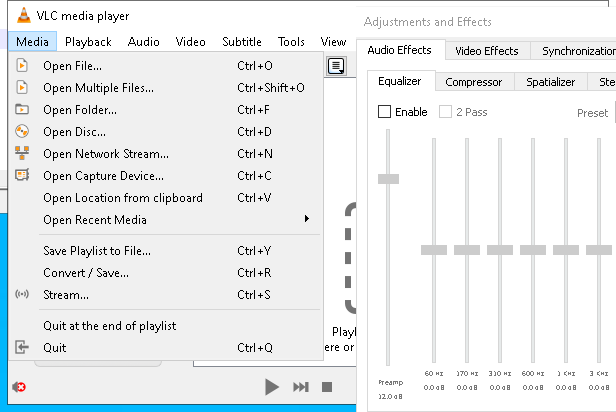 VLC media player
Media Playback Audio Video Subtitle Tools View
Open File... Ctrl+O
Open Multiple Files... Ctrl+Shift+O
Open Folder... Ctrl+F
Open Disc... Ctrl+D
Open Network Stream... Ctrl+N
Open Capture Device... Ctrl+C
Open Location from clipboard Ctrl+V
Open Recent Media
Save Playlist to File... Ctrl+Y
Convert / Save... Ctrl+R
Stream... Ctrl+S
Quit at the end of playlist
Quit Ctrl+Q
Playl
ere or
Adjustments and Effects
Audio Effects Video Effects Synchronization
Equalizer Compressor Spatializer Ste
Enable 2 Pass Preset
60 Hz 170 Hz 310 Hz 600 Hz 1 KHz 3 KHz
Preamp 0.0 dB 0.0 dB 0.0 dB 0.0 dB 0.0 dB 0.0 dB
12.0 dB